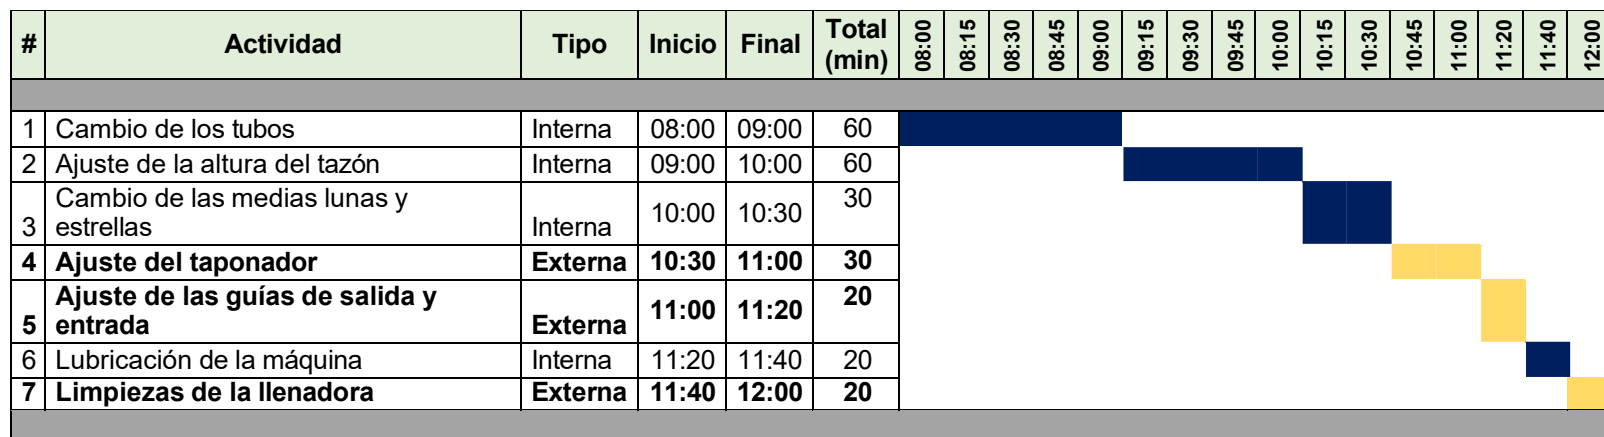 # Actividad Tipo Inicio Final Total (min) 08:00 08:15 08:30 08:45 09:00 09:15 09:30 09:45 10:00 10:15 10:30 10:45 11:00 11:20 11:40 12:00
1 Cambio de los tubos Interna 08:00 09:00 60
2 Ajuste de la altura del tazón Interna 09:00 10:00 60
3 Cambio de las medias lunas y estrellas Interna 10:00 10:30 30
4 Ajuste del taponador Externa 10:30 11:00 30
5 Ajuste de las guías de salida y entrada Externa 11:00 11:20 20
6 Lubricación de la máquina Interna 11:20 11:40 20
7 Limpiezas de la llenadora Externa 11:40 12:00 20